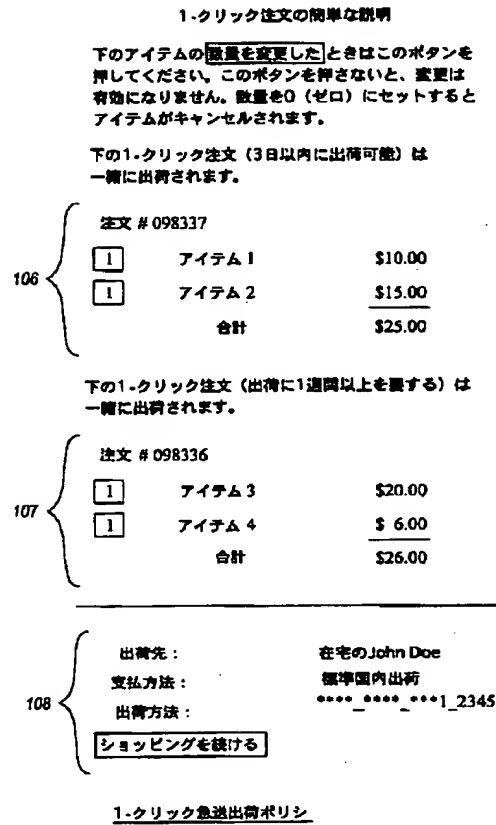 1-クリック注文の簡単な説明
下のアイテムの 数量を変更した ときはこのボタンを
押してください。このボタンを押さないと、変更は
有効になりません。数量を0（ゼロ）にセットすると
アイテムがキャンセルされます。
下の1-クリック注文（3日以内に出荷可能）は
一緒に出荷されます。
注文 # 098337
106
1 アイテム 1 $10.00
1 アイテム 2 $15.00
合計 $25.00
下の1-クリック注文（出荷に1週間以上を要する）は
一緒に出荷されます。
注文 # 098336
107
1 アイテム 3 $20.00
1 アイテム 4 $ 6.00
合計 $26.00
108
出荷先： 在宅のJohn Doe
支払方法： 標準国内出荷
出荷方法： ****_****_***1_2345
ショッピングを続ける
1-クリック急送出荷ポリシ